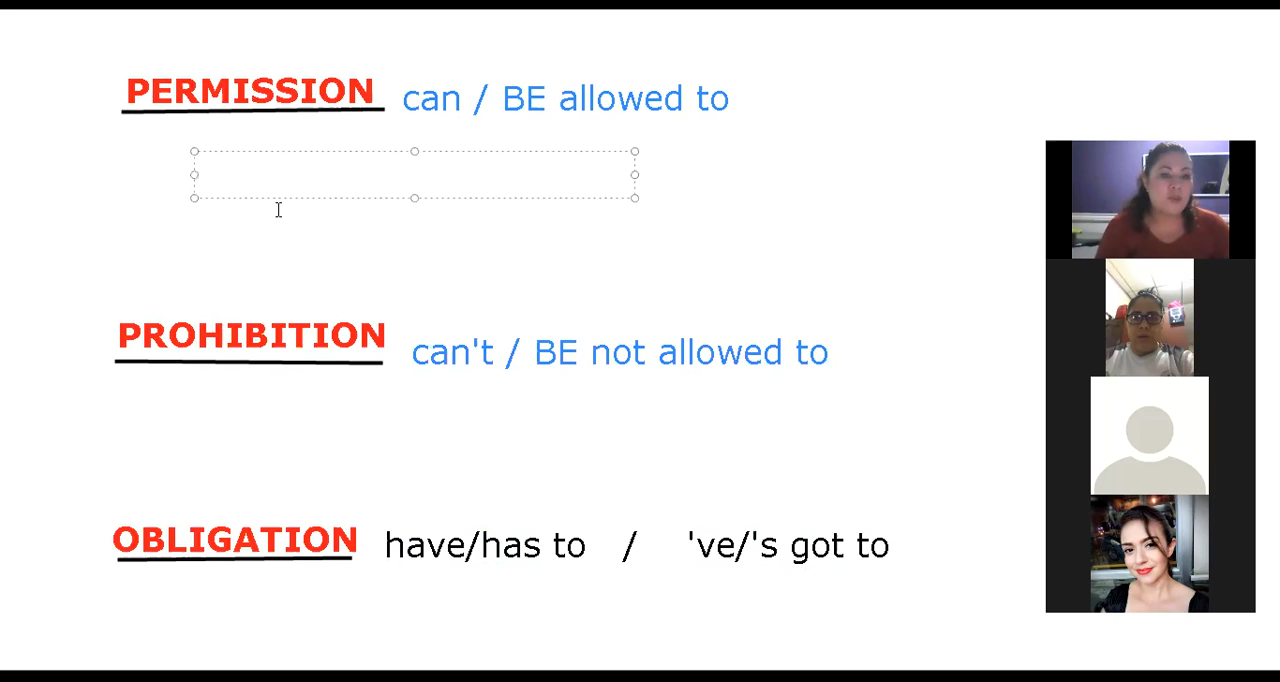 PERMISSION can / BE allowed to
PROHIBITION can't / BE not allowed to
OBLIGATION have/has to / 've/'s got to